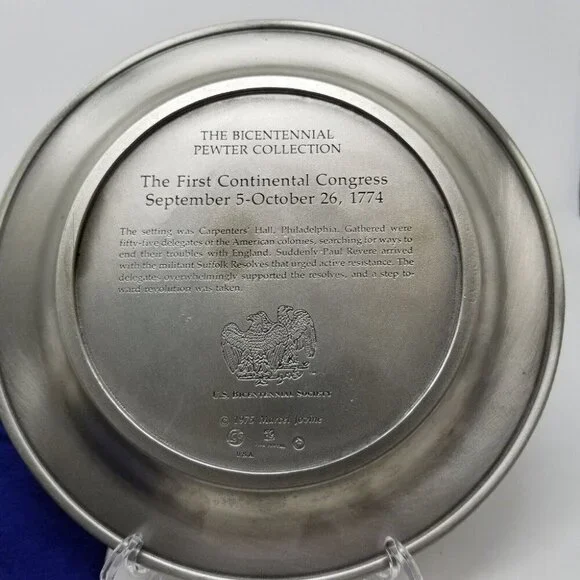 THE BICENTENNIAL
PEWTER COLLECTION
The First Continental Congress
September 5-October 26, 1774
The setting was Carpenters' Hall, Philadelphia. Gathered were
fifty-five delegates of the American colonies, searching for ways to
end their troubles with England. Suddenly Paul Revere arrived
with the militant Suffolk Resolves that urged active resistance. The
delegates overwhelmingly supported the resolves, and a step to-
ward revolution was taken.
U.S. BICENTENNIAL SOCIETY
© 1975 Marcel Jovine
USA